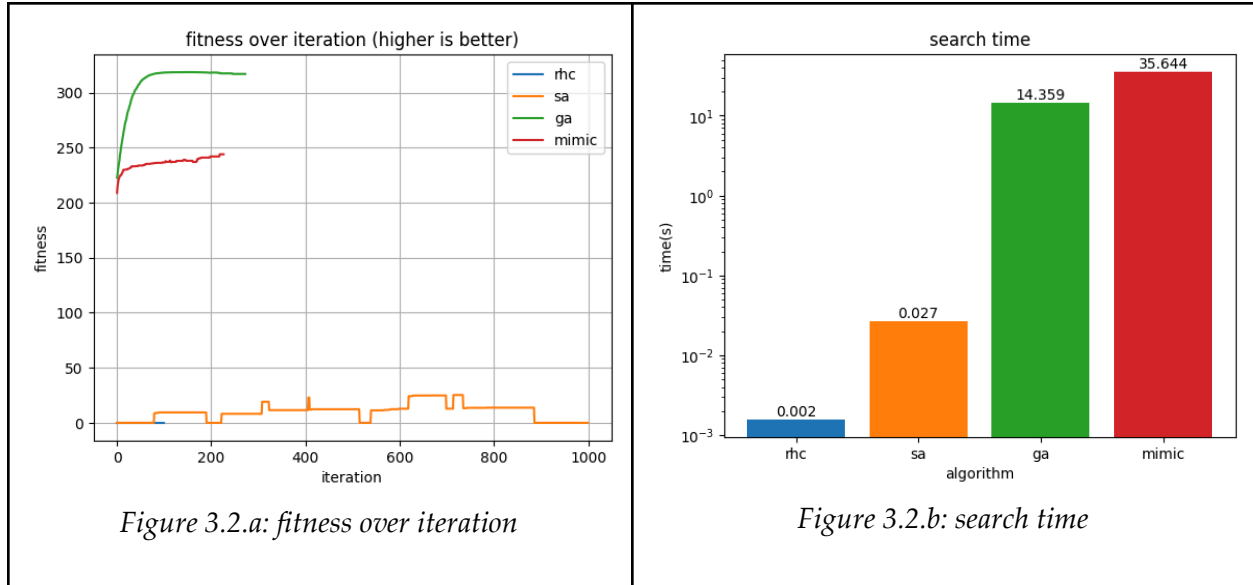 fitness over iteration (higher is better)
rhc
sa
ga
mimic
300
250
200
150
100
50
0
fitness
0
200
400
600
800
1000
iteration
Figure 3.2.a: fitness over iteration
search time
35.644
14.359
0.027
0.002
10¹
10⁰
10⁻¹
10⁻²
10⁻³
time(s)
rhc
sa
ga
mimic
algorithm
Figure 3.2.b: search time